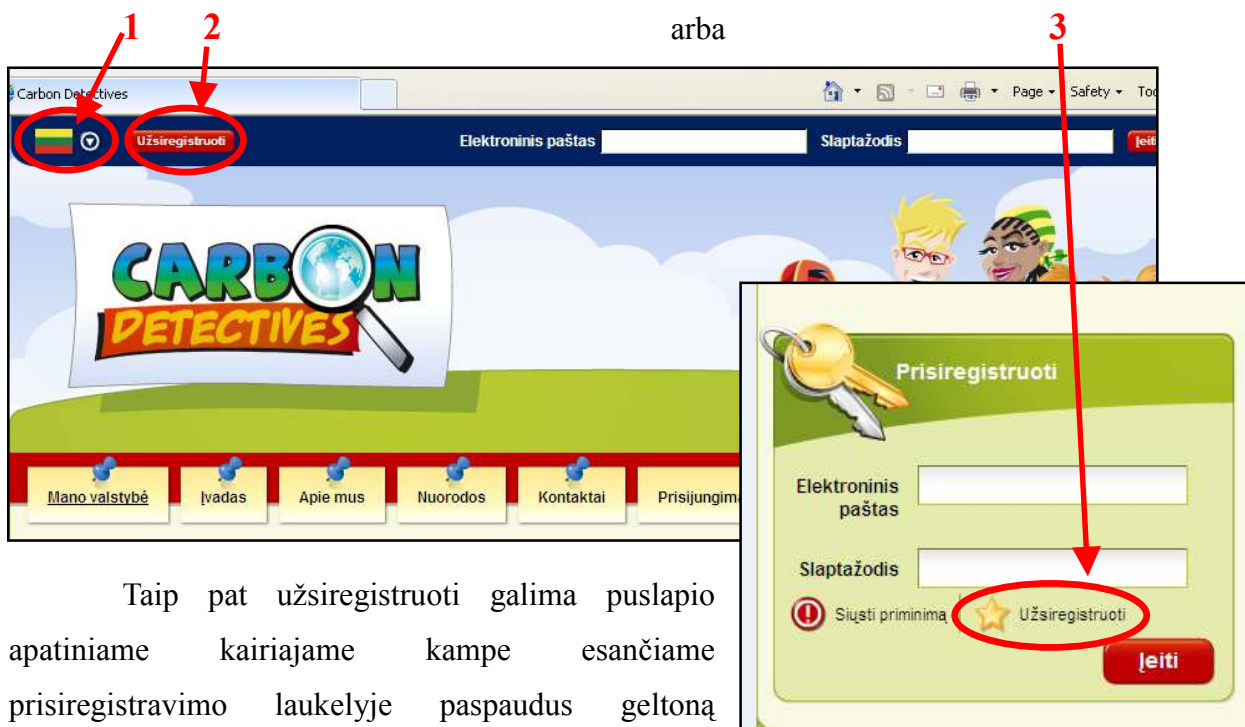 1 2 arba 3
Carbon Detectives Page Safety
Užsiregistruoti Elektroninis paštas Slaptažodis
CARBON
DETECTIVES
Mano valstybė Įvadas Apie mus Nuorodos Kontaktai
Prisiregistruoti
Elektroninis
paštas
Slaptažodis
Siųsti priminimą Užsiregistruoti
Įeiti
Taip pat užsiregistruoti galima puslapio
apatiniame kairiajame kampe esančiame
prisiregistravimo laukelyje paspaudus geltoną